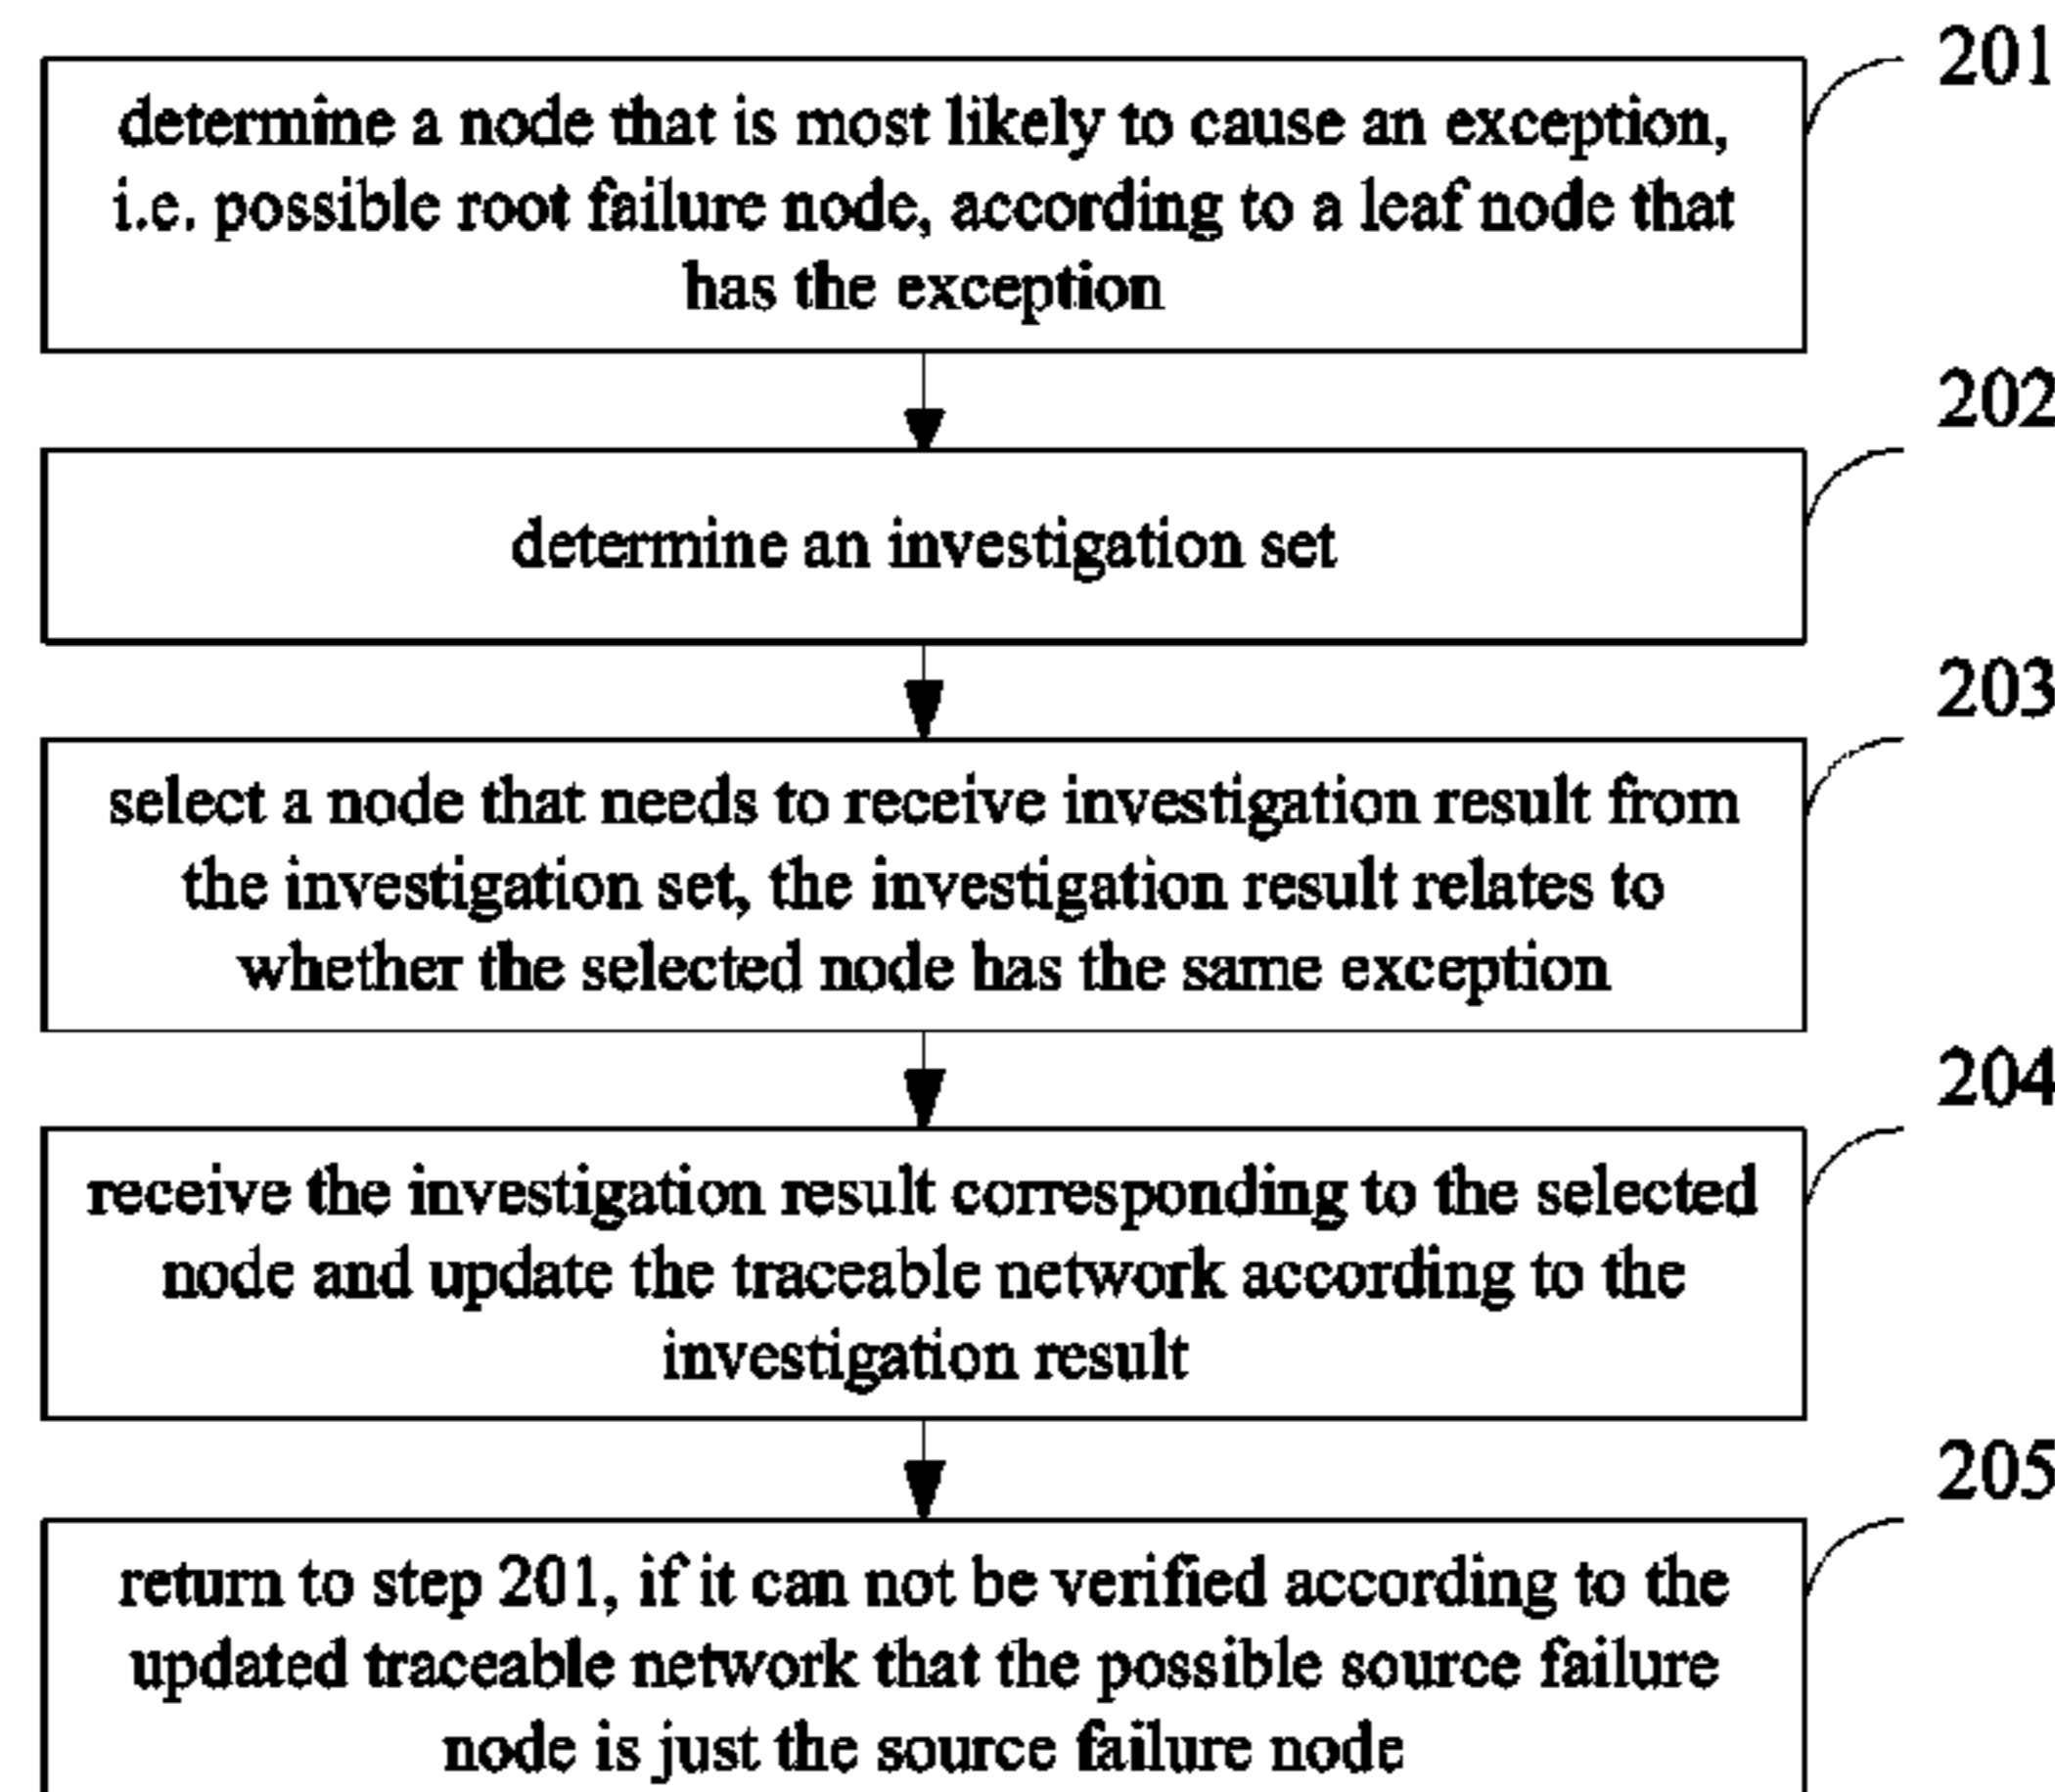 201
determine a node that is most likely to cause an exception,
i.e. possible root failure node, according to a leaf node that
has the exception
202
determine an investigation set
203
select a node that needs to receive investigation result from
the investigation set, the investigation result relates to
whether the selected node has the same exception
204
receive the investigation result corresponding to the selected
node and update the traceable network according to the
investigation result
205
return to step 201, if it can not be verified according to the
updated traceable network that the possible source failure
node is just the source failure node